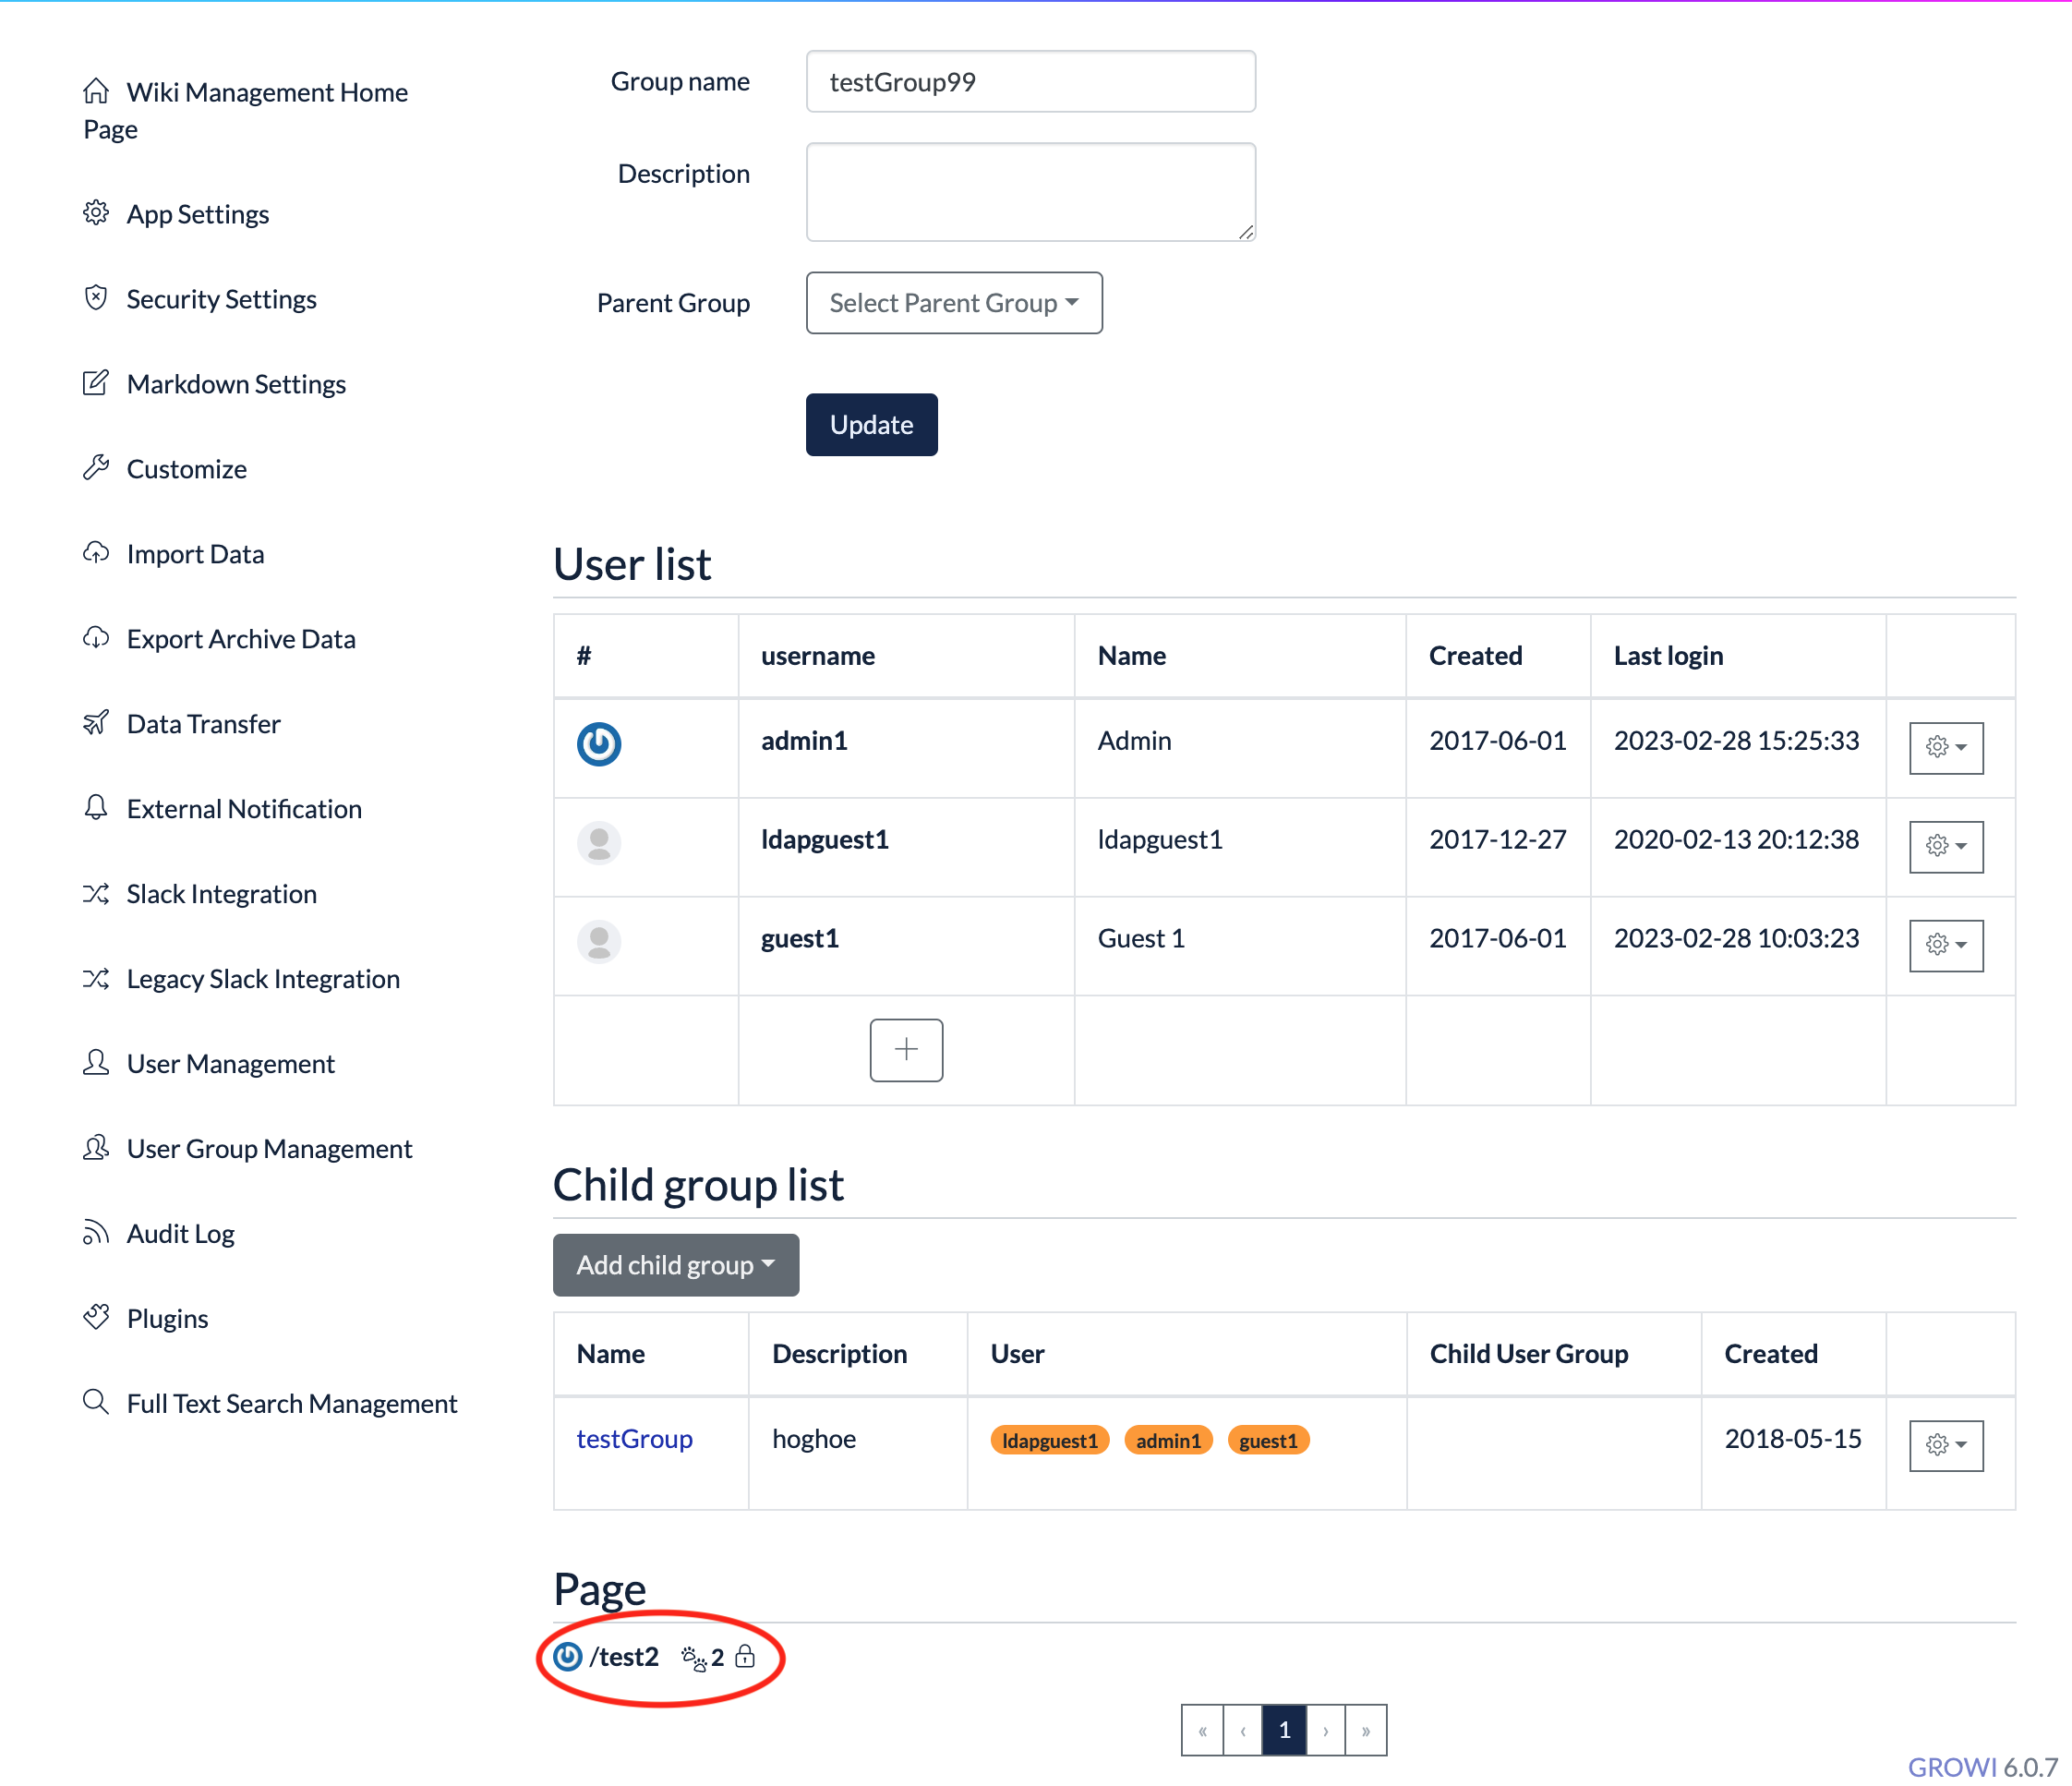 Wiki Management Home
Page
App Settings
Security Settings
Markdown Settings
Customize
Import Data
Export Archive Data
Data Transfer
External Notification
Slack Integration
Legacy Slack Integration
User Management
User Group Management
Audit Log
Plugins
Full Text Search Management
Group name testGroup99
Description
Parent Group Select Parent Group
Update
User list
# username Name Created Last login
admin1 Admin 2017-06-01 2023-02-28 15:25:33
ldapguest1 ldapguest1 2017-12-27 2020-02-13 20:12:38
guest1 Guest 1 2017-06-01 2023-02-28 10:03:23
Child group list
Add child group
Name Description User Child User Group Created
testGroup hoghoe ldapguest1 admin1 guest1 2018-05-15
Page
/test2 2
« ‹ 1 › »
GROWI 6.0.7